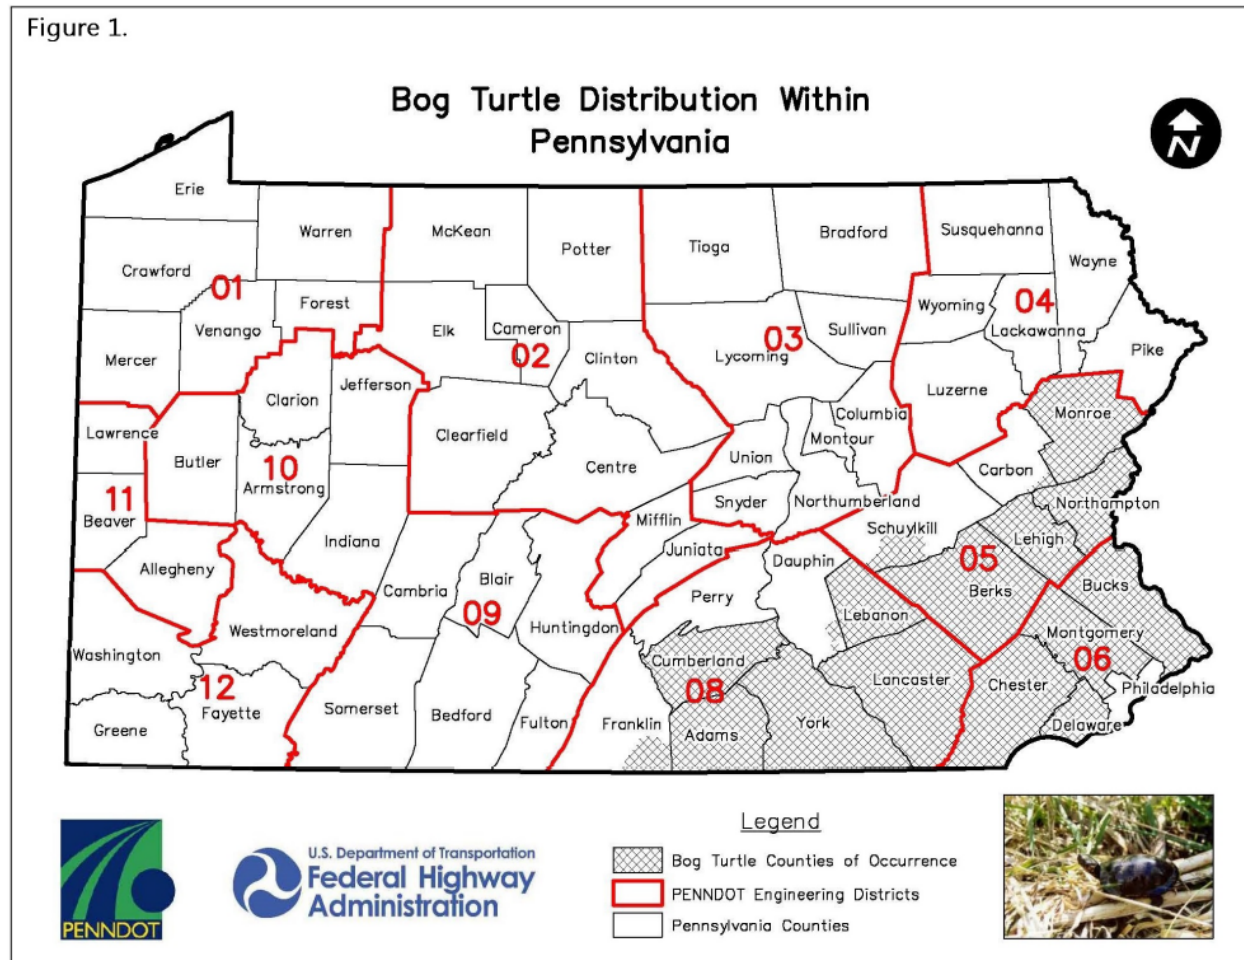 Figure 1.
Bog Turtle Distribution Within
Pennsylvania
N
Erie
Warren
McKean
Potter
Tioga
Bradford
Susquehanna
Wayne
Crawford
01
Forest
Venango
Mercer
Elk
Cameron
02
Clinton
03
Lycoming
Sullivan
Wyoming
04
Lackawanna
Pike
Luzerne
Jefferson
Clarion
Lawrence
Butler
10
Armstrong
Clearfield
Centre
Union
Montour
Columbia
Monroe
Carbon
11
Beaver
Snyder
Northumberland
Northampton
Mifflin
Schuylkill
Indiana
Juniata
Dauphin
Lehigh
Allegheny
Cambria
Blair
05
Berks
Bucks
Perry
09
Lebanon
Westmoreland
Huntingdon
Montgomery
Washington
Cumberland
06
12
08
Lancaster
Chester
Philadelphia
Greene
Fayette
Somerset
Bedford
Fulton
Franklin
Adams
York
Delaware
PENNDOT
U.S. Department of Transportation
Federal Highway
Administration
Legend
Bog Turtle Counties of Occurrence
PENNDOT Engineering Districts
Pennsylvania Counties